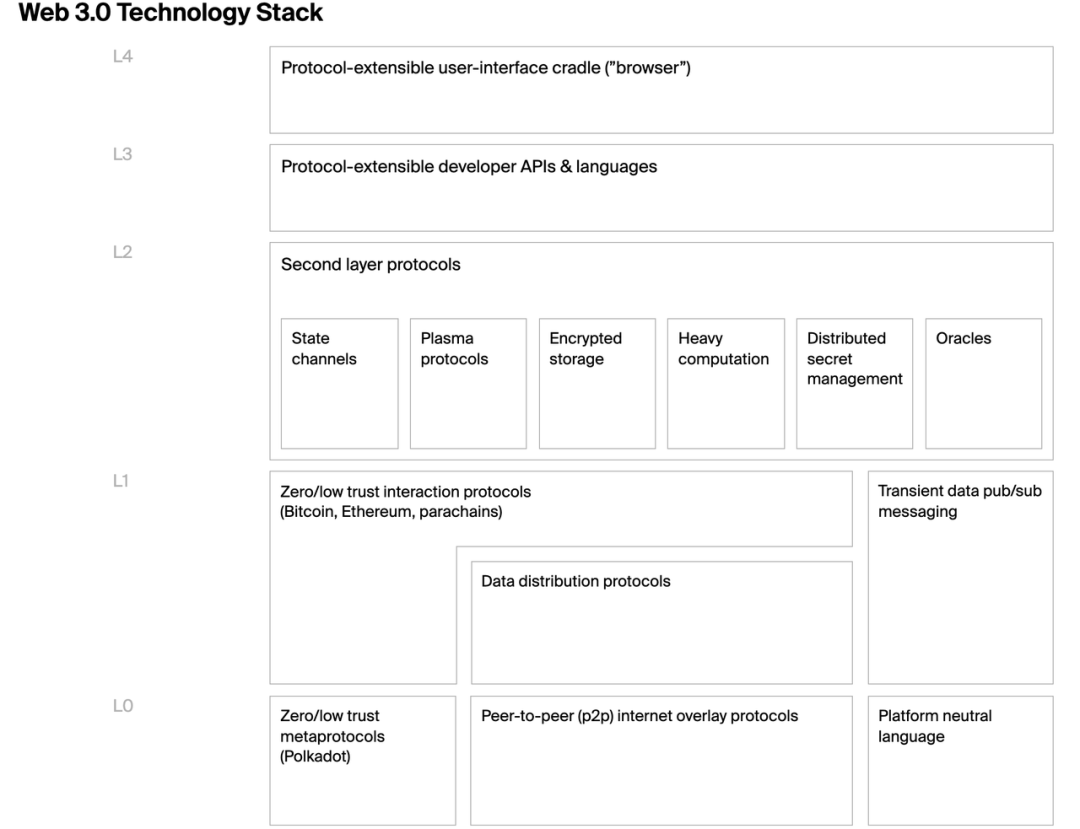 Web 3.0 Technology Stack
L4
Protocol-extensible user-interface cradle (”browser”)
L3
Protocol-extensible developer APIs & languages
L2
Second layer protocols
State
channels
Plasma
protocols
Encrypted
storage
Heavy
computation
Distributed
secret
management
Oracles
L1
Zero/low trust interaction protocols
(Bitcoin, Ethereum, parachains)
Transient data pub/sub
messaging
Data distribution protocols
L0
Zero/low trust
metaprotocols
(Polkadot)
Peer-to-peer (p2p) internet overlay protocols
Platform neutral
language